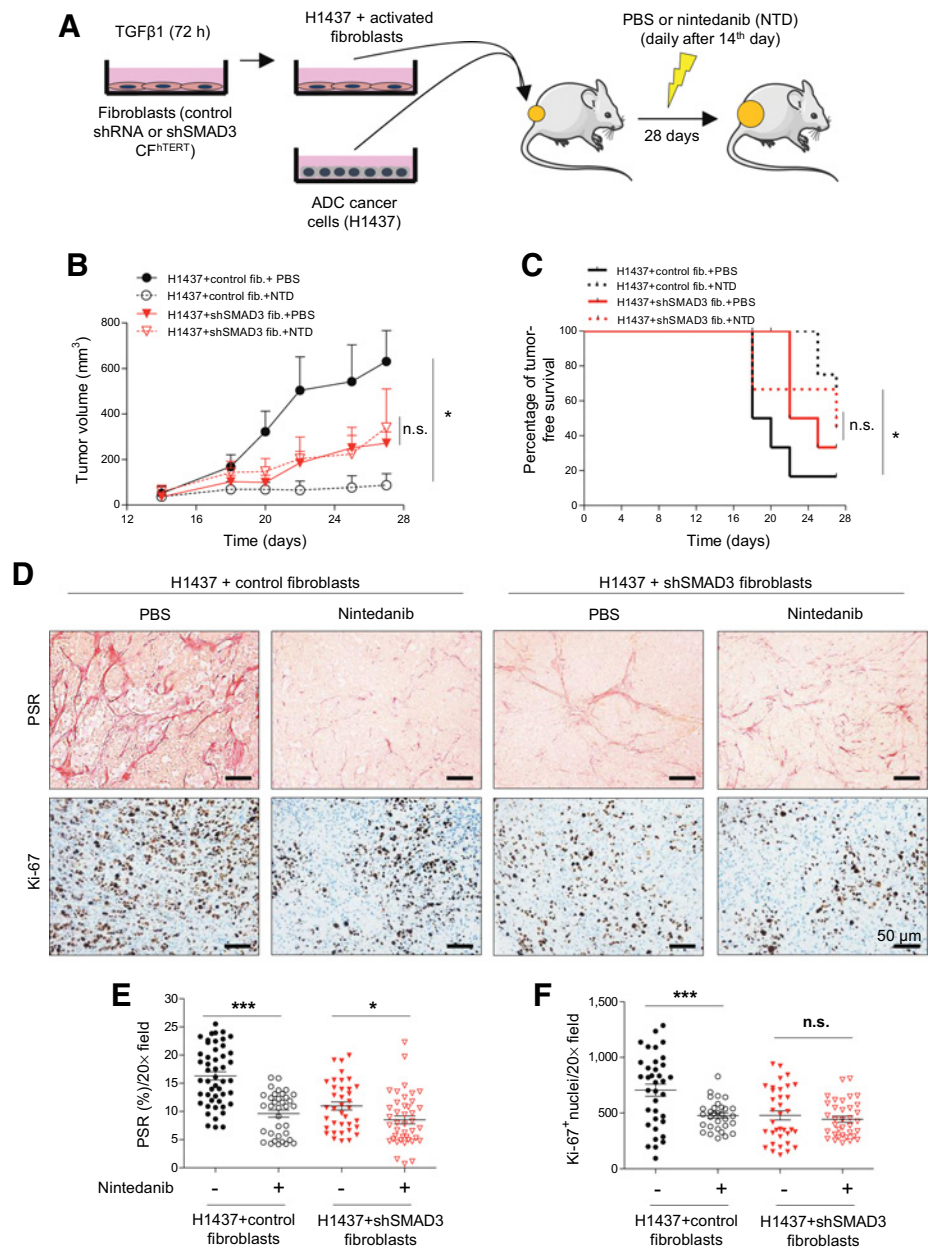 A
TGFβ1 (72 h)
Fibroblasts (control
shRNA or shSMAD3
CFhTERT)
H1437 + activated
fibroblasts
ADC cancer
cells (H1437)
PBS or nintedanib (NTD)
(daily after 14th day)
28 days
B
H1437+control fib.+ PBS
H1437+control fib.+NTD
H1437+shSMAD3 fib.+PBS
H1437+shSMAD3 fib.+NTD
Tumor volume (mm3)
800
600
400
200
0
12 16 20 24 28
Time (days)
n.s.
*
C
H1437+control fib.+PBS
H1437+control fib.+NTD
H1437+shSMAD3 fib.+PBS
H1437+shSMAD3 fib.+NTD
Percentage of tumor-
free survival
100
80
60
40
20
0
0 4 8 12 16 20 24 28
Time (days)
n.s.
*
D
H1437 + control fibroblasts
H1437 + shSMAD3 fibroblasts
PBS
Nintedanib
PBS
Nintedanib
PSR
Ki-67
50 µm
E
PSR (%)/20× field
30
25
20
15
10
5
0
***
*
Nintedanib - + - +
H1437+control
fibroblasts
H1437+shSMAD3
fibroblasts
F
Ki-67+nuclei/20× field
1,500
1,000
500
0
***
n.s.
- + - +
H1437+control
fibroblasts
H1437+shSMAD3
fibroblasts